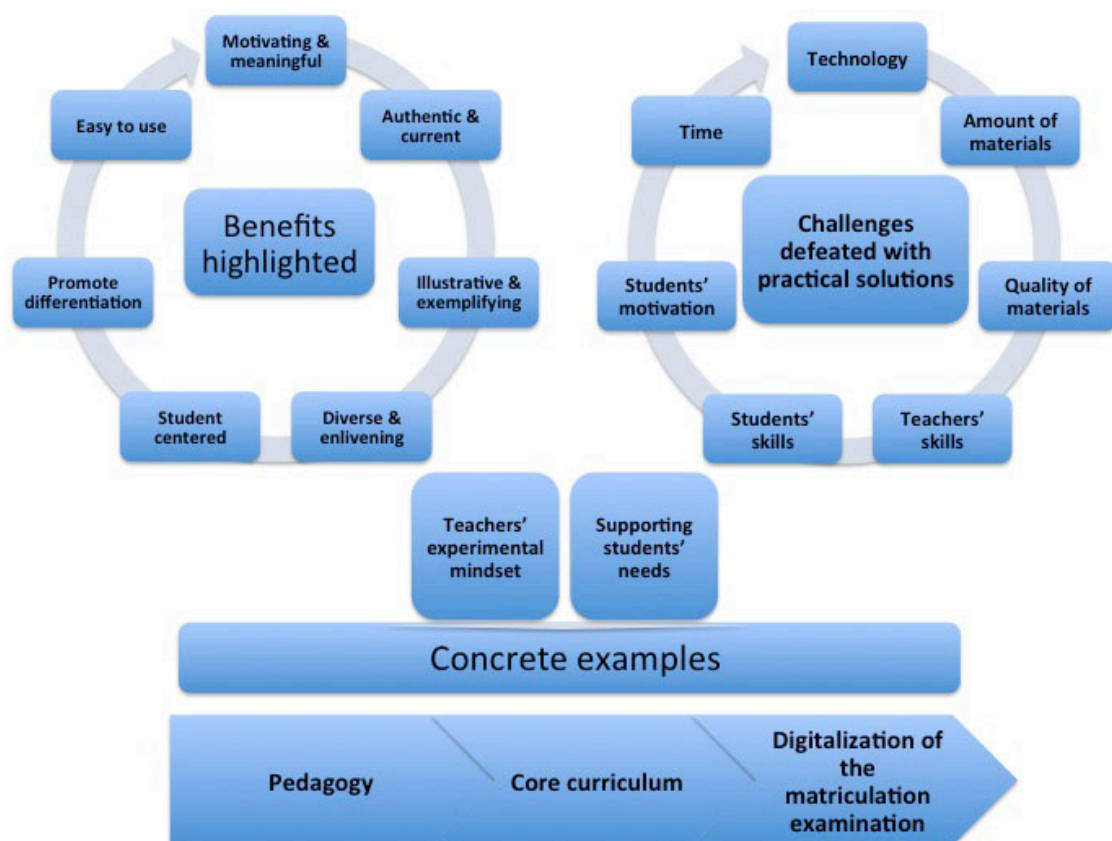 Motivating &
meaningful
Authentic &
current
Illustrative &
exemplifying
Diverse &
enlivening
Student
centered
Promote
differentiation
Easy to use
Benefits
highlighted
Technology
Amount of
materials
Quality of
materials
Teachers’
skills
Students’
skills
Students’
motivation
Time
Challenges
defeated with
practical solutions
Teachers’
experimental
mindset
Supporting
students’
needs
Concrete examples
Pedagogy
Core curriculum
Digitalization of
the
matriculation
examination